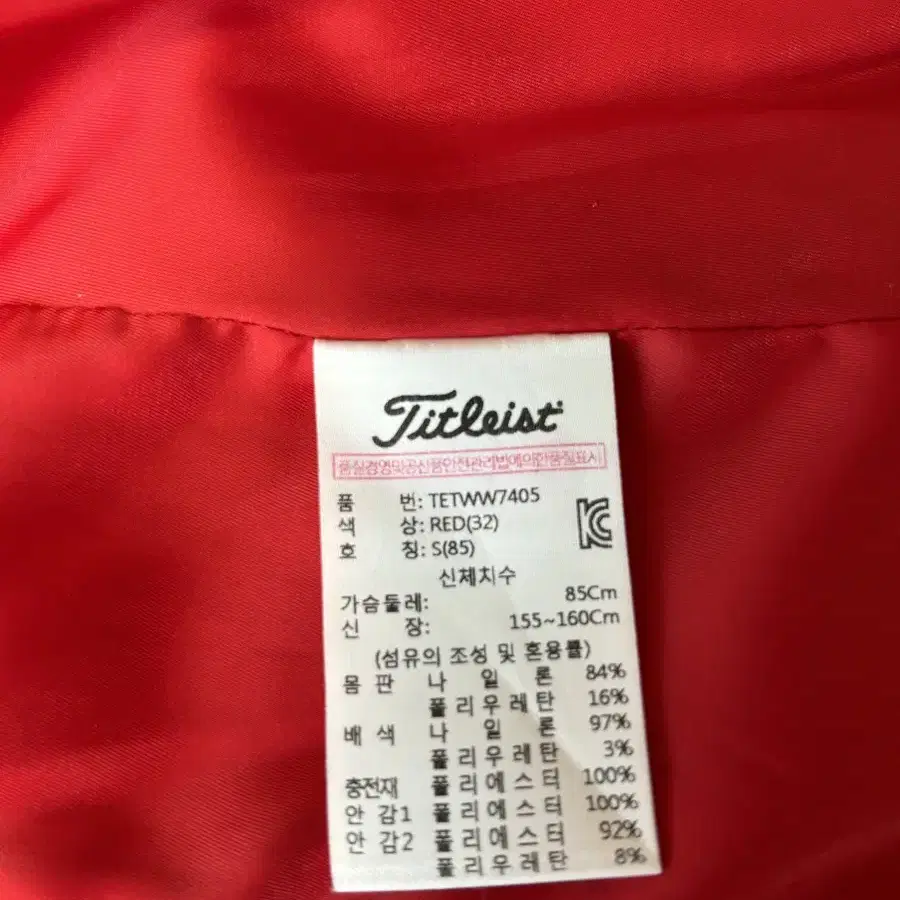 Titleist
품질경영및공산품안전관리법에의한품질표시
품 번: TETWW7405
색 상: RED(32)
호 칭: S(85)
신체치수
가슴둘레: 85Cm
신 장: 155~160Cm
(섬유의 조성 및 혼용률)
몸 판 나 일 론 84%
폴리우레탄 16%
배 색 나 일 론 97%
폴리우레탄 3%
충전재 폴리에스터 100%
안 감1 폴리에스터 100%
안 감2 폴리에스터 92%
폴리우레탄 8%